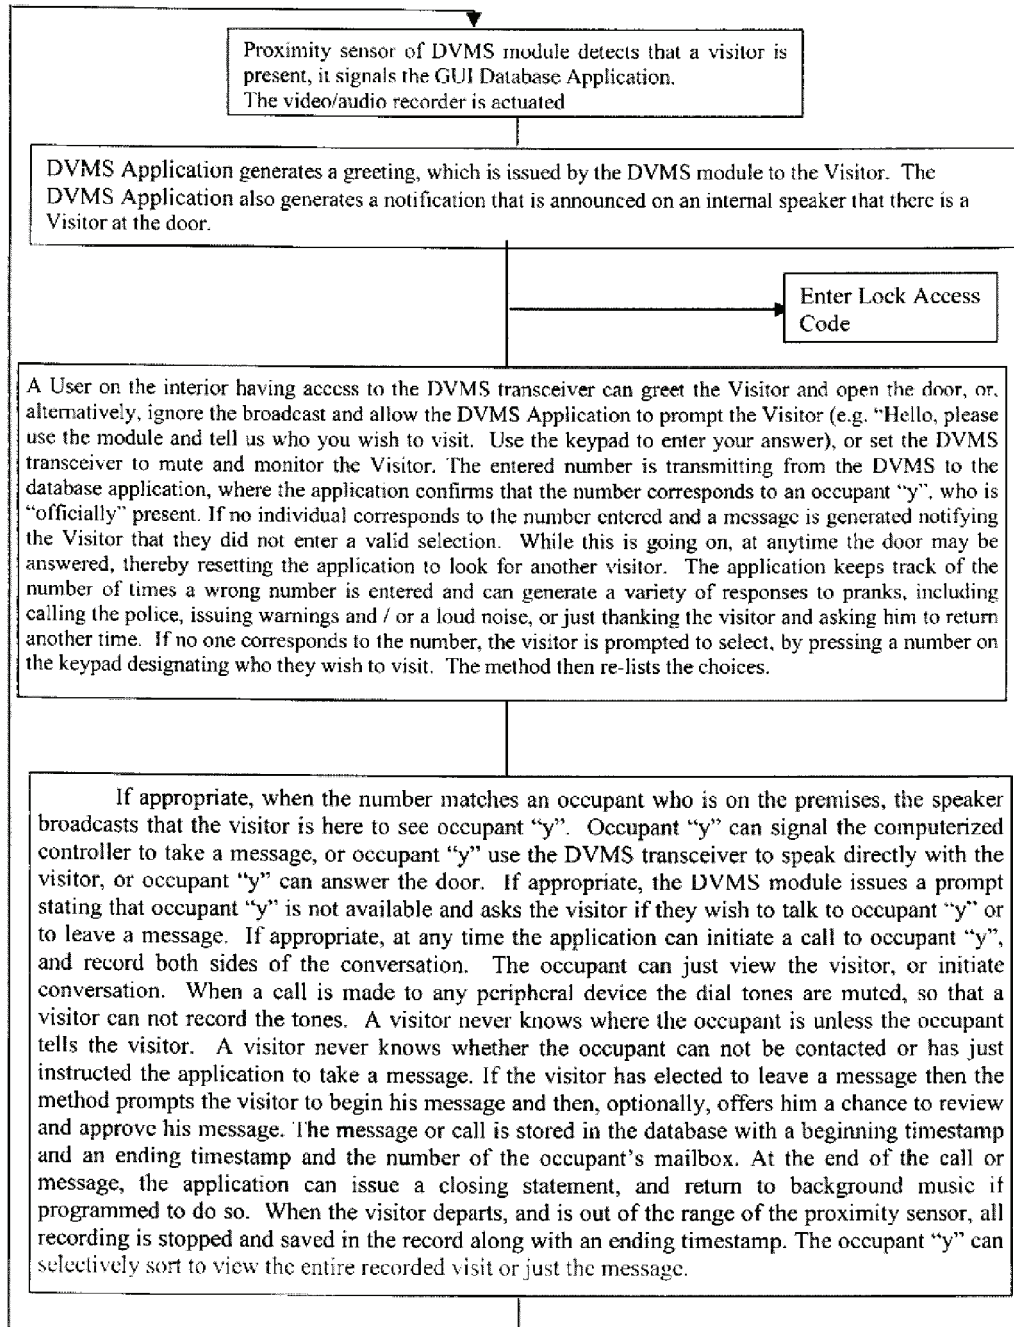 Proximity sensor of DVMS module detects that a visitor is
present, it signals the GUI Database Application.
The video/audio recorder is actuated
DVMS Application generates a greeting, which is issued by the DVMS module to the Visitor. The
DVMS Application also generates a notification that is announced on an internal speaker that there is a
Visitor at the door.
Enter Lock Access
Code
A User on the interior having access to the DVMS transceiver can greet the Visitor and open the door, or,
alternatively, ignore the broadcast and allow the DVMS Application to prompt the Visitor (e.g. “Hello, please
use the module and tell us who you wish to visit. Use the keypad to enter your answer), or set the DVMS
transceiver to mute and monitor the Visitor. The entered number is transmitting from the DVMS to the
database application, where the application confirms that the number corresponds to an occupant “y”, who is
“officially” present. If no individual corresponds to the number entered and a message is generated notifying
the Visitor that they did not enter a valid selection. While this is going on, at anytime the door may be
answered, thereby resetting the application to look for another visitor. The application keeps track of the
number of times a wrong number is entered and can generate a variety of responses to pranks, including
calling the police, issuing warnings and / or a loud noise, or just thanking the visitor and asking him to return
another time. If no one corresponds to the number, the visitor is prompted to select, by pressing a number on
the keypad designating who they wish to visit. The method then re-lists the choices.
If appropriate, when the number matches an occupant who is on the premises, the speaker
broadcasts that the visitor is here to see occupant “y”. Occupant “y” can signal the computerized
controller to take a message, or occupant “y” use the DVMS transceiver to speak directly with the
visitor, or occupant “y” can answer the door. If appropriate, the DVMS module issues a prompt
stating that occupant “y” is not available and asks the visitor if they wish to talk to occupant “y” or
to leave a message. If appropriate, at any time the application can initiate a call to occupant “y”,
and record both sides of the conversation. The occupant can just view the visitor, or initiate
conversation. When a call is made to any peripheral device the dial tones are muted, so that a
visitor can not record the tones. A visitor never knows where the occupant is unless the occupant
tells the visitor. A visitor never knows whether the occupant can not be contacted or has just
instructed the application to take a message. If the visitor has elected to leave a message then the
method prompts the visitor to begin his message and then, optionally, offers him a chance to review
and approve his message. The message or call is stored in the database with a beginning timestamp
and an ending timestamp and the number of the occupant’s mailbox. At the end of the call or
message, the application can issue a closing statement, and return to background music if
programmed to do so. When the visitor departs, and is out of the range of the proximity sensor, all
recording is stopped and saved in the record along with an ending timestamp. The occupant “y” can
selectively sort to view the entire recorded visit or just the message.